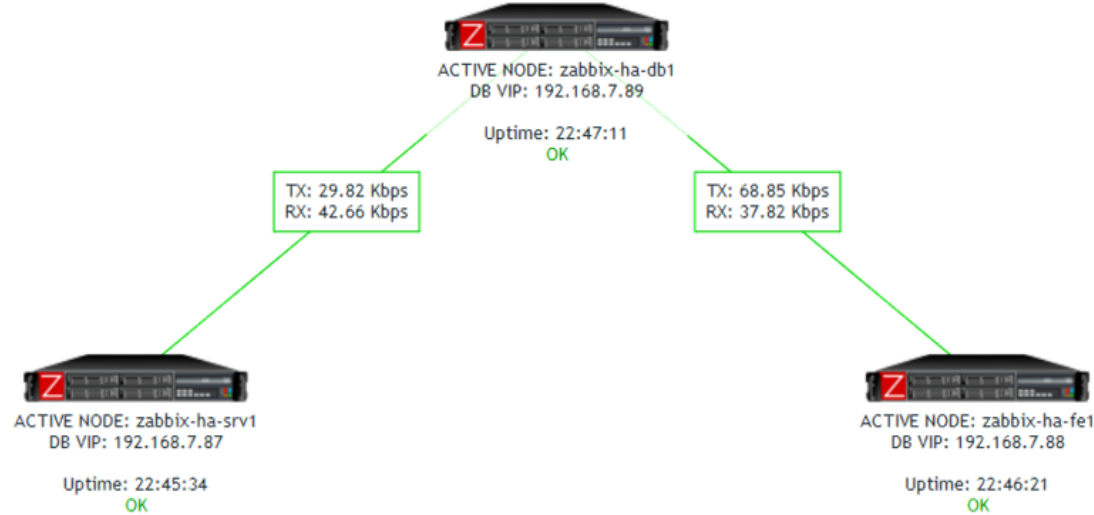 Z
ACTIVE NODE: zabbix-ha-db1
DB VIP: 192.168.7.89
Uptime: 22:47:11
OK
TX: 29.82 Kbps
RX: 42.66 Kbps
TX: 68.85 Kbps
RX: 37.82 Kbps
Z
ACTIVE NODE: zabbix-ha-srv1
DB VIP: 192.168.7.87
Uptime: 22:45:34
OK
Z
ACTIVE NODE: zabbix-ha-fe1
DB VIP: 192.168.7.88
Uptime: 22:46:21
OK